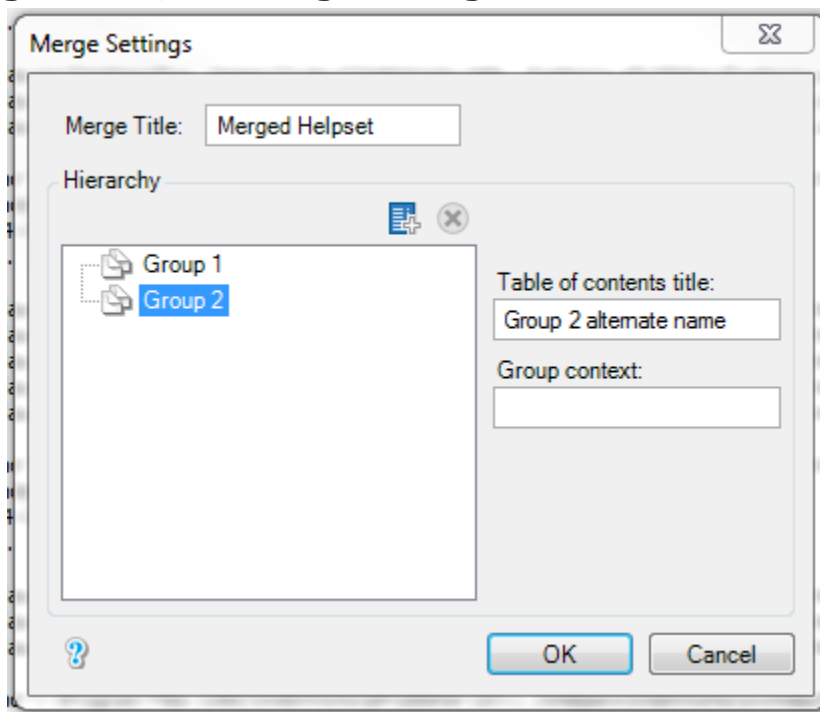 Merge Settings
Merge Title: Merged Helpset
Hierarchy
Group 1
Group 2
Table of contents title:
Group 2 alternate name
Group context:
OK Cancel